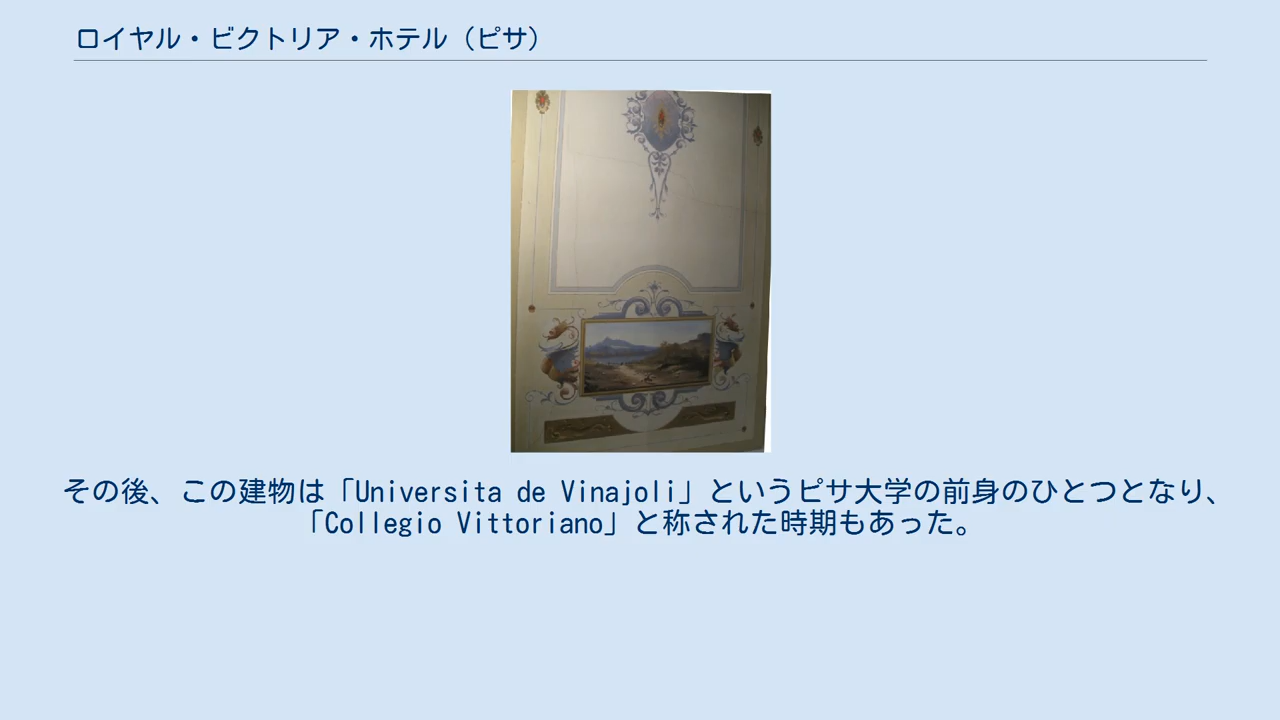 ロイヤル・ビクトリア・ホテル（ピサ）
その後、この建物は「Universita de Vinajoli」というピサ大学の前身のひとつとなり、
「Collegio Vittoriano」と称された時期もあった。